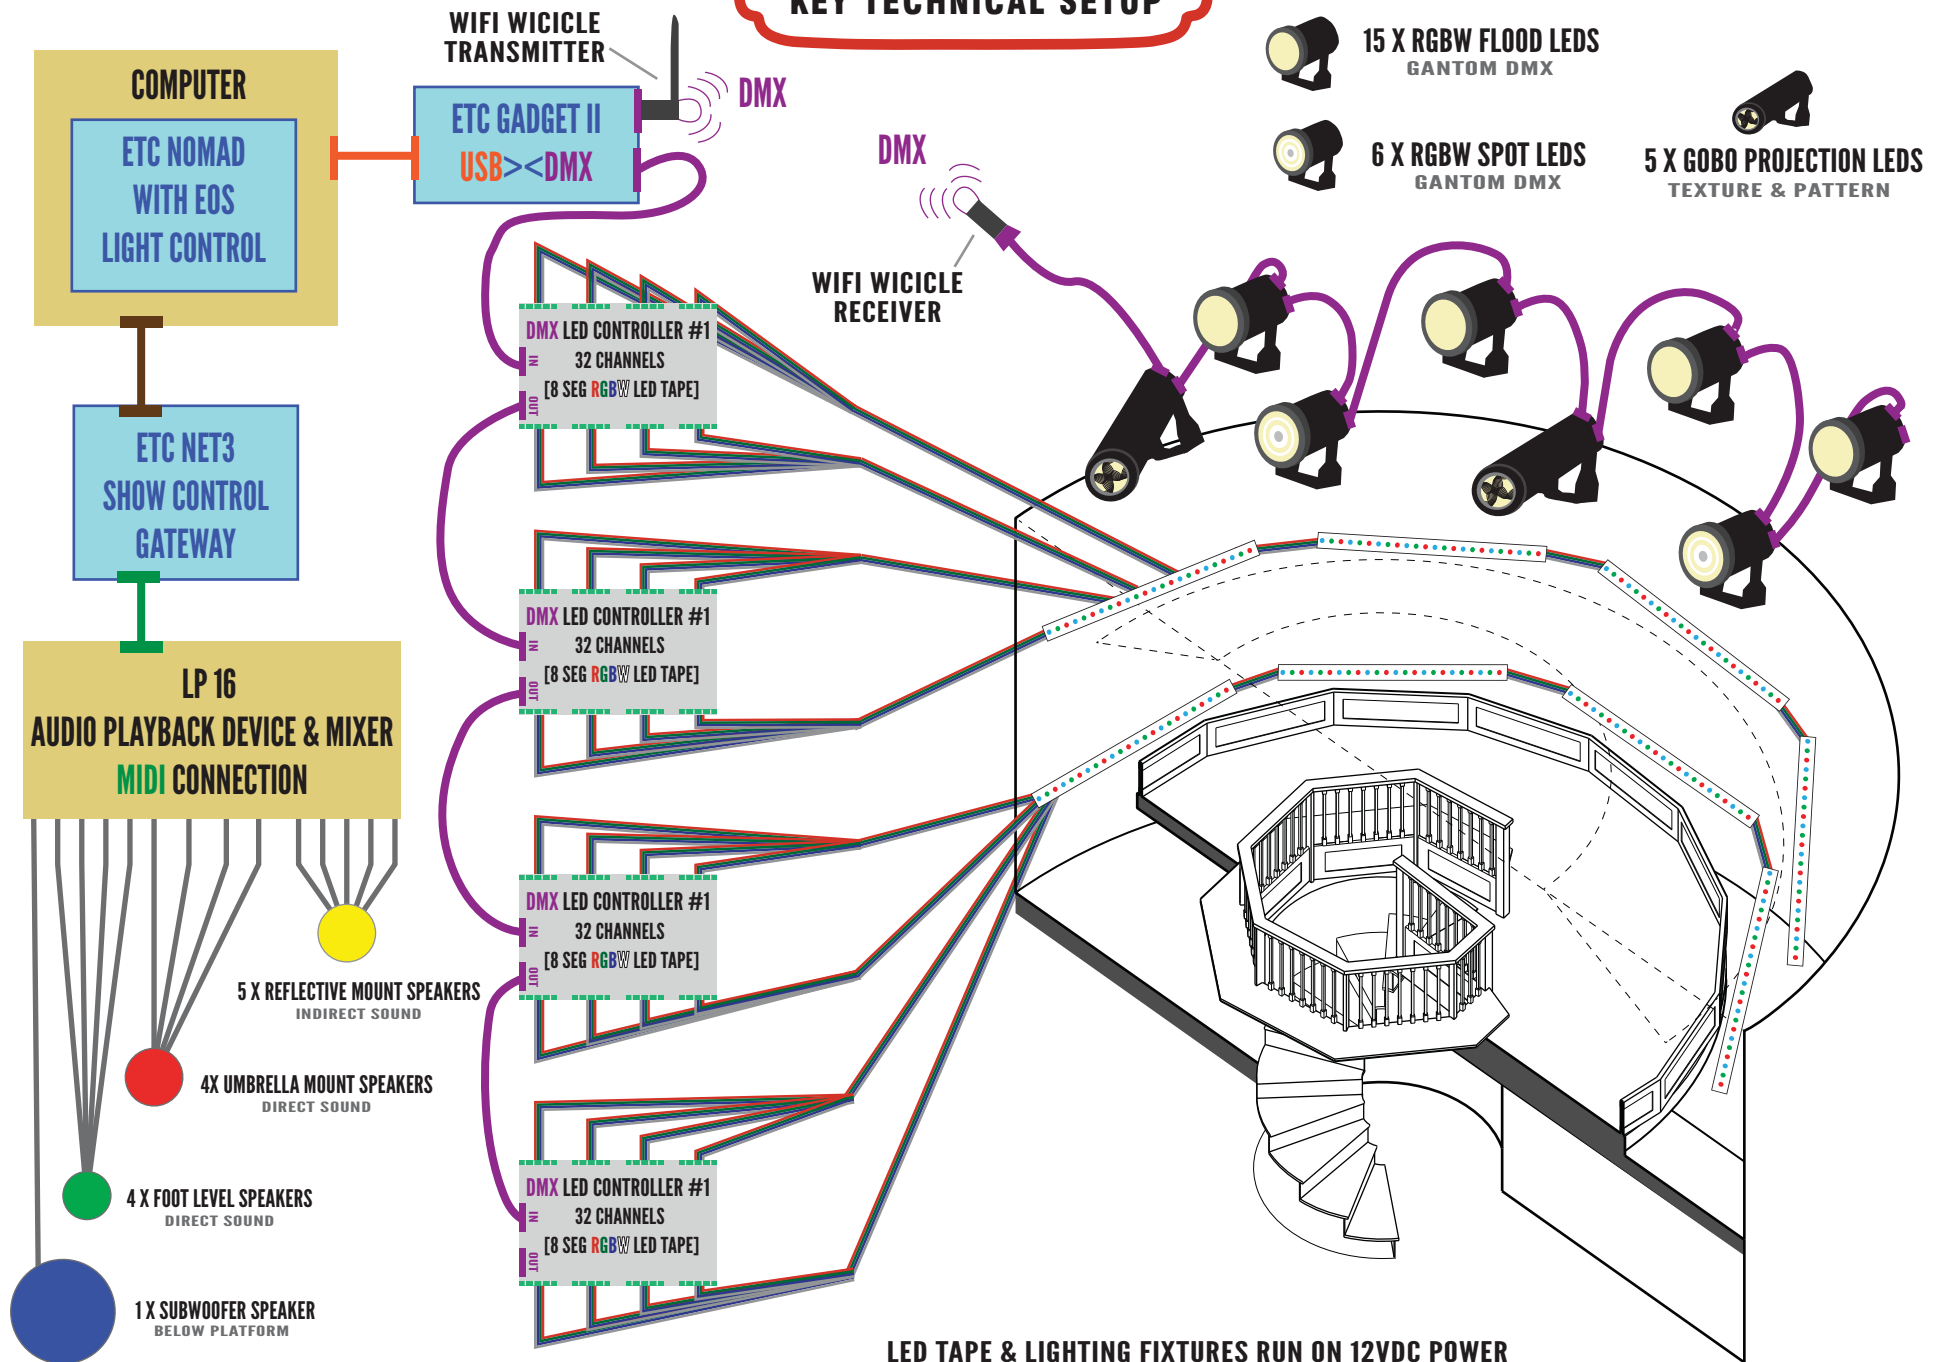 KEY TECHNICAL SETUP
WIFI WICICLE
TRANSMITTER
DMX
COMPUTER
ETC NOMAD
WITH EOS
LIGHT CONTROL
ETC GADGET II
USB><DMX
15 X RGBW FLOOD LEDS
GANTOM DMX
6 X RGBW SPOT LEDS
GANTOM DMX
5 X GOBO PROJECTION LEDS
TEXTURE & PATTERN
DMX
WIFI WICICLE
RECEIVER
ETC NET3
SHOW CONTROL
GATEWAY
LP 16
AUDIO PLAYBACK DEVICE & MIXER
MIDI CONNECTION
5 X REFLECTIVE MOUNT SPEAKERS
INDIRECT SOUND
4X UMBRELLA MOUNT SPEAKERS
DIRECT SOUND
4 X FOOT LEVEL SPEAKERS
DIRECT SOUND
1 X SUBWOOFER SPEAKER
BELOW PLATFORM
DMX LED CONTROLLER #1
IN
32 CHANNELS
[8 SEG RGBW LED TAPE]
OUT
DMX LED CONTROLLER #1
IN
32 CHANNELS
[8 SEG RGBW LED TAPE]
OUT
DMX LED CONTROLLER #1
IN
32 CHANNELS
[8 SEG RGBW LED TAPE]
OUT
DMX LED CONTROLLER #1
IN
32 CHANNELS
[8 SEG RGBW LED TAPE]
OUT
LED TAPE & LIGHTING FIXTURES RUN ON 12VDC POWER